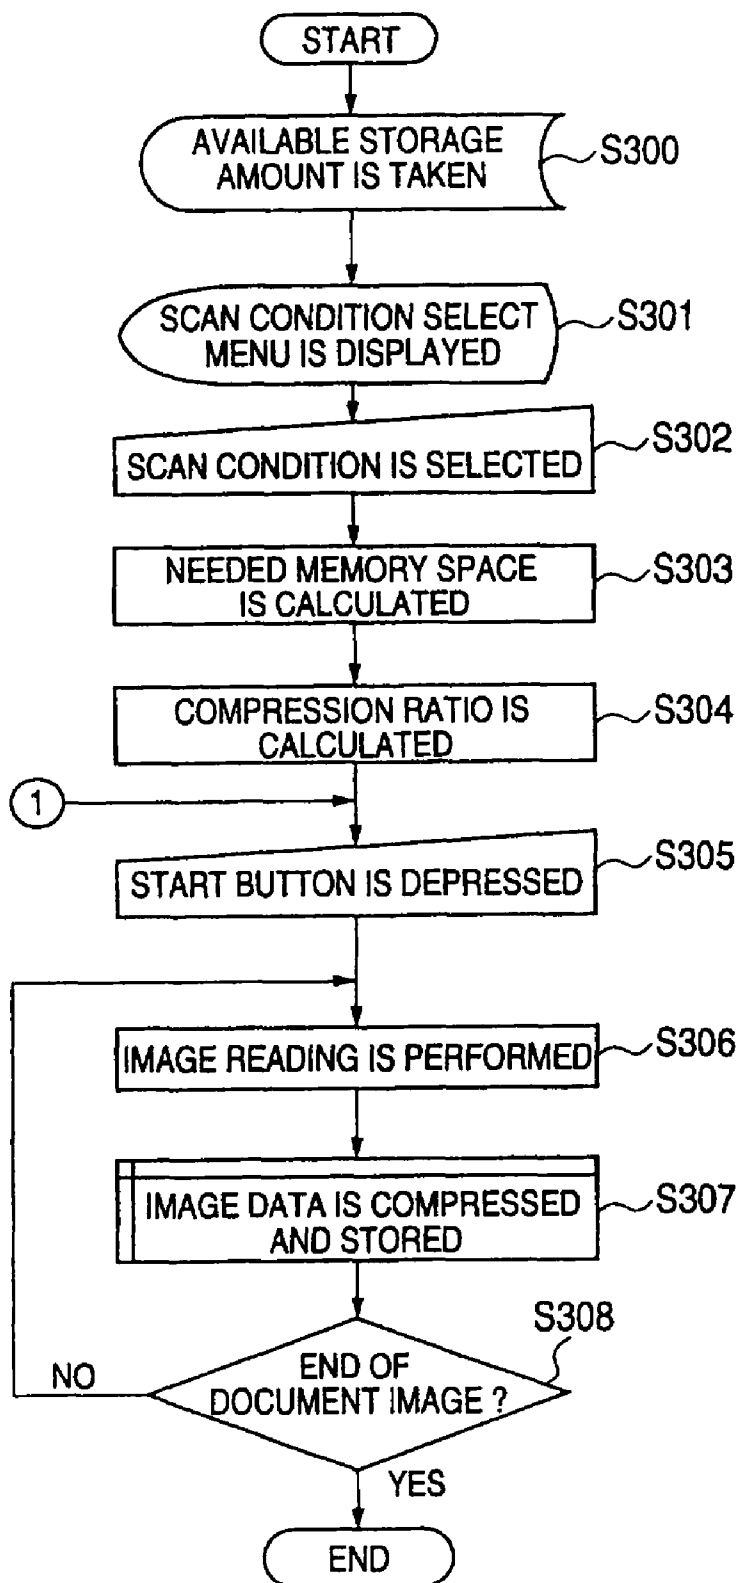 START
AVAILABLE STORAGE
AMOUNT IS TAKEN
S300
SCAN CONDITION SELECT
MENU IS DISPLAYED
S301
SCAN CONDITION IS SELECTED
S302
NEEDED MEMORY SPACE
IS CALCULATED
S303
COMPRESSION RATIO IS
CALCULATED
S304
1
START BUTTON IS DEPRESSED
S305
IMAGE READING IS PERFORMED
S306
IMAGE DATA IS COMPRESSED
AND STORED
S307
S308
END OF
DOCUMENT IMAGE ?
NO
YES
END